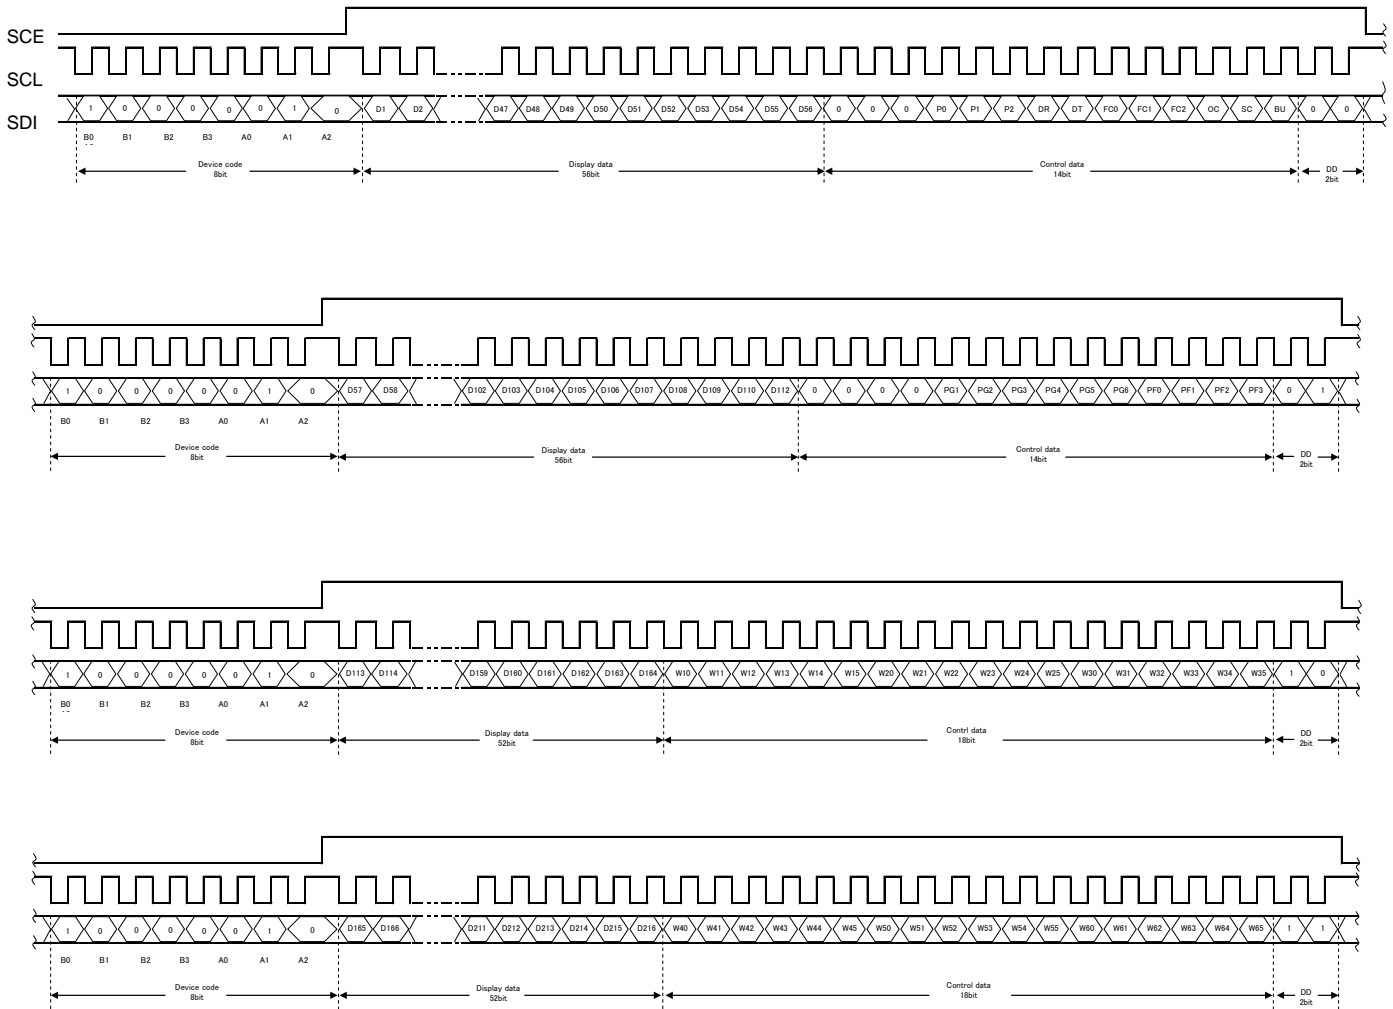 SCE
SCL
SDI
1 0 0 0 0 0 1 0 D1 D2 D47 D48 D49 D50 D51 D52 D53 D54 D55 D56 0 0 0 P0 P1 P2 DR DT FC0 FC1 FC2 OC SC BU 0 0
B0 B1 B2 B3 A0 A1 A2
Device code
8bit
Display data
56bit
Control data
14bit
DD
2bit
1 0 0 0 0 0 1 0 D57 D58 D102 D103 D104 D105 D106 D107 D108 D109 D110 D112 0 0 0 0 PG1 PG2 PG3 PG4 PG5 PG6 PF0 PF1 PF2 PF3 0 1
B0 B1 B2 B3 A0 A1 A2
Device code
8bit
Display data
56bit
Control data
14bit
DD
2bit
1 0 0 0 0 0 1 0 D113 D114 D159 D160 D161 D162 D163 D164 W10 W11 W12 W13 W14 W15 W20 W21 W22 W23 W24 W25 W30 W31 W32 W33 W34 W35 1 0
B0 B1 B2 B3 A0 A1 A2
Device code
8bit
Display data
52bit
Contrl data
18bit
DD
2bit
1 0 0 0 0 0 1 0 D165 D166 D211 D212 D213 D214 D215 D216 W40 W41 W42 W43 W44 W45 W50 W51 W52 W53 W54 W55 W60 W61 W62 W63 W64 W65 1 1
B0 B1 B2 B3 A0 A1 A2
Device code
8bit
Display data
52bit
Control data
18bit
DD
2bit